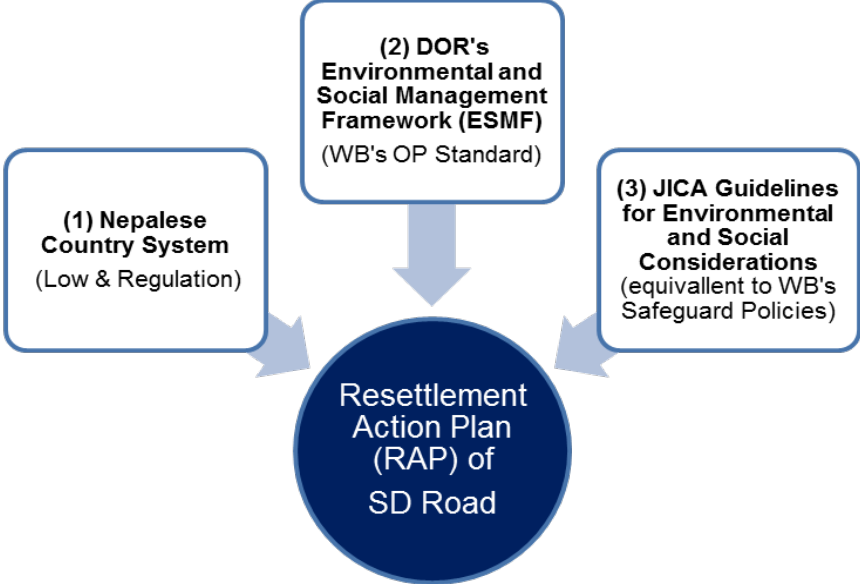 (2) DOR's
Environmental and
Social Management
Framework (ESMF)
(WB's OP Standard)
(1) Nepalese
Country System
(Low & Regulation)
(3) JICA Guidelines
for Environmental
and Social
Considerations
(equivallent to WB's
Safeguard Policies)
Resettlement
Action Plan
(RAP) of
SD Road